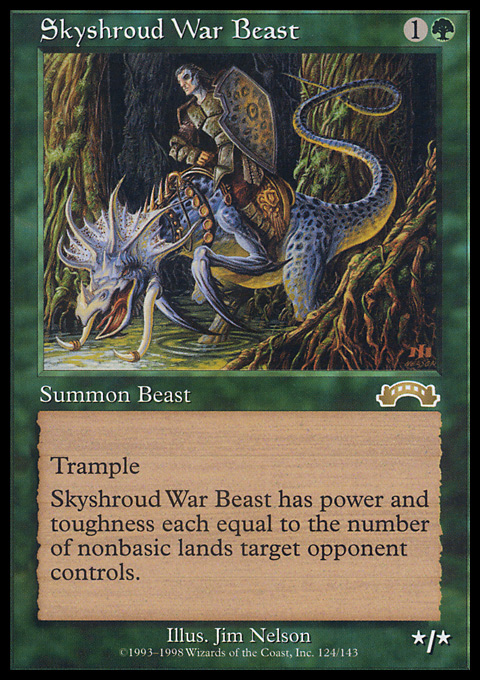 Skyshroud War Beast 1
Summon Beast
Trample
Skyshroud War Beast has power and
toughness each equal to the number
of nonbasic lands target opponent
controls.
Illus. Jim Nelson
©1993–1998 Wizards of the Coast, Inc. 124/143
*/*